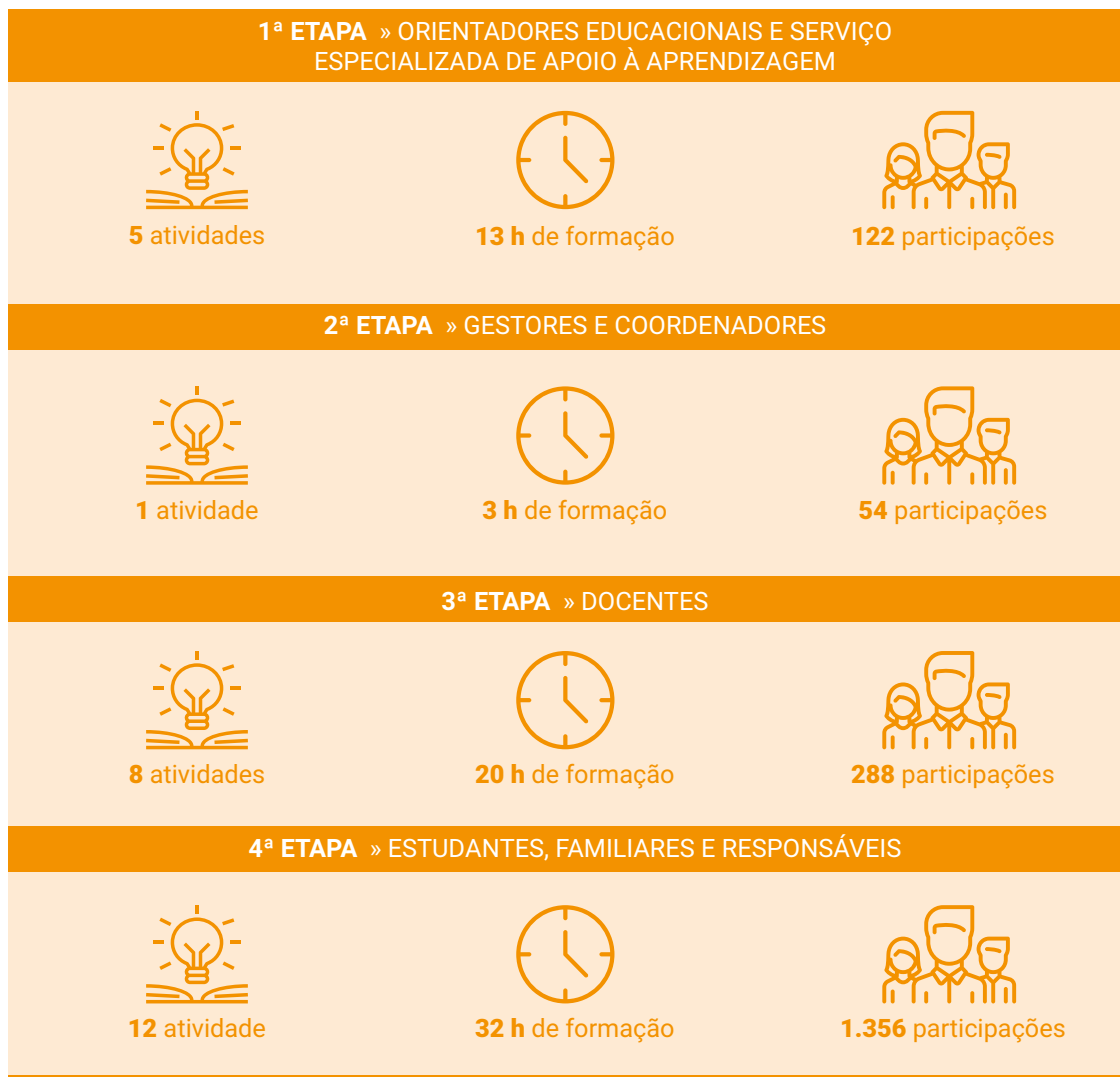 1ª ETAPA » ORIENTADORES EDUCACIONAIS E SERVIÇO
ESPECIALIZADA DE APOIO À APRENDIZAGEM
5 atividades
13 h de formação
122 participações
2ª ETAPA » GESTORES E COORDENADORES
1 atividade
3 h de formação
54 participações
3ª ETAPA » DOCENTES
8 atividades
20 h de formação
288 participações
4ª ETAPA » ESTUDANTES, FAMILIARES E RESPONSÁVEIS
12 atividade
32 h de formação
1.356 participações